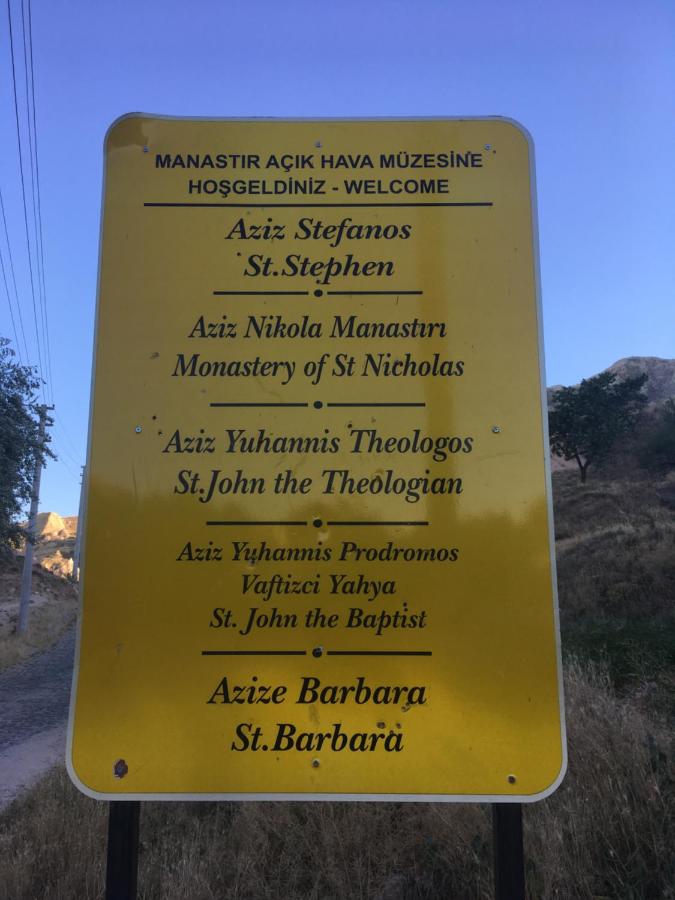 MANASTIR AÇIK HAVA MÜZESİNE
HOŞGELDİNİZ - WELCOME
Aziz Stefanos
St.Stephen
Aziz Nikola Manastırı
Monastery of St Nicholas
Aziz Yuhannis Theologos
St.John the Theologian
Aziz Yuhannis Prodromos
Vaftizci Yahya
St. John the Baptist
Azize Barbara
St.Barbara